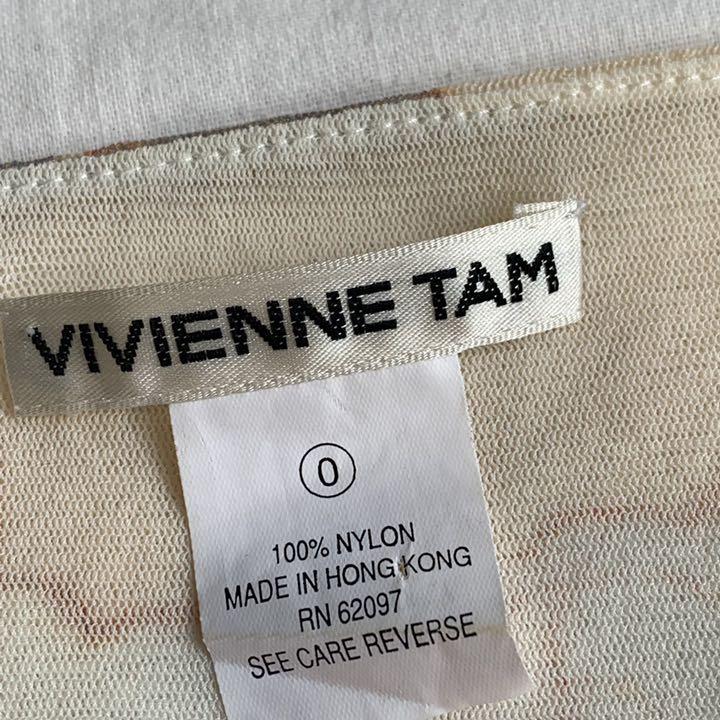 VIVIENNE TAM
0
100% NYLON
MADE IN HONG KONG
RN 62097
SEE CARE REVERSE